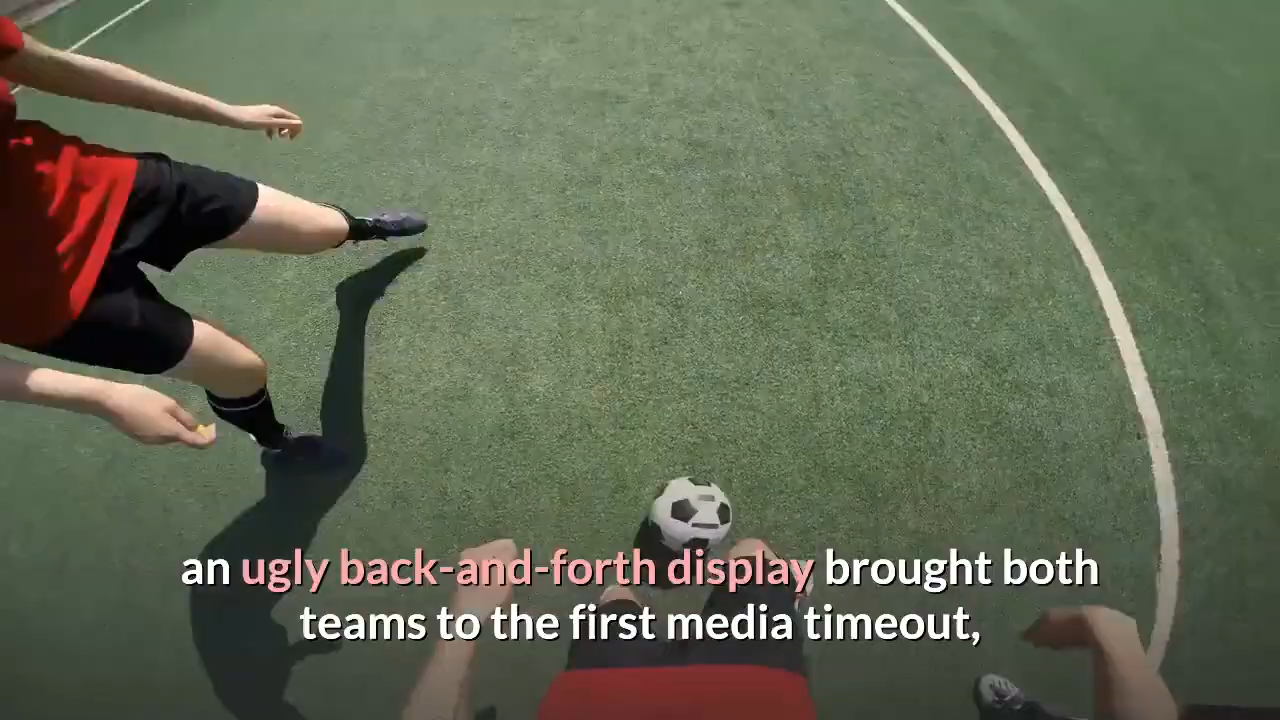 an ugly back-and-forth display brought both
teams to the first media timeout,